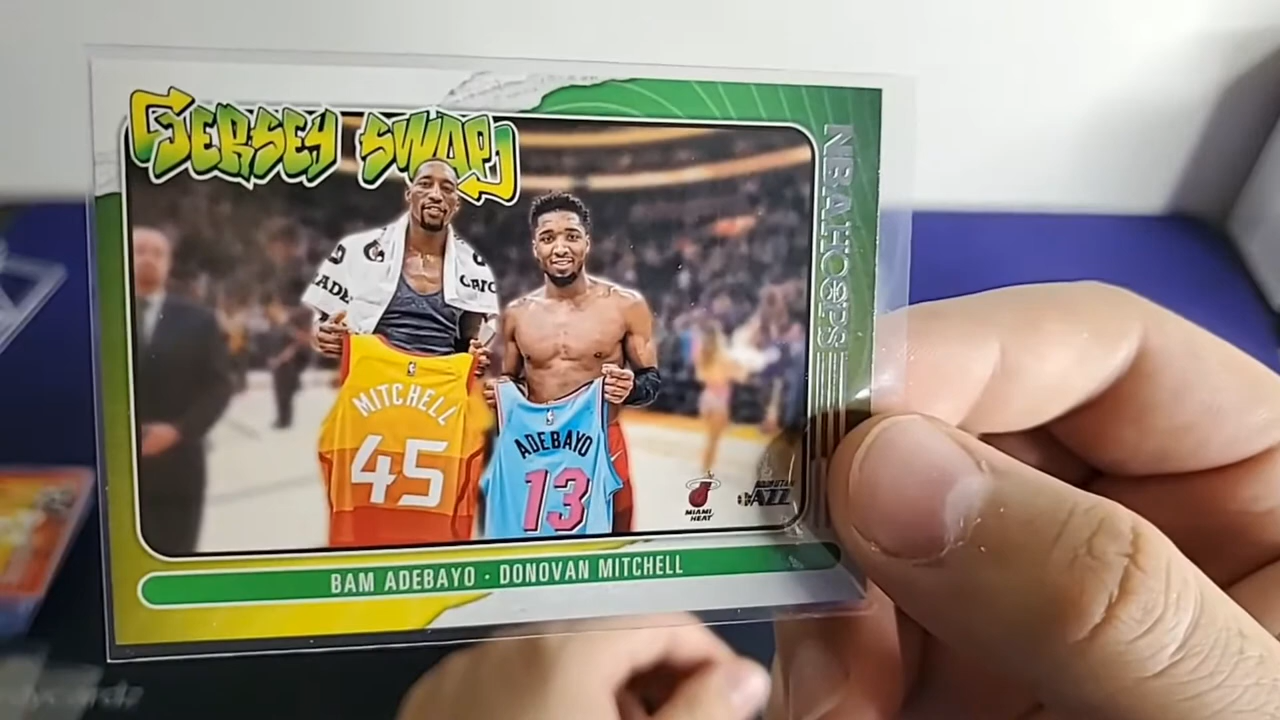 JERSEY SWAP
NBA HOOPS
MITCHELL
45
ADEBAYO
13
MIAMI
HEAT
JAZZ
BAM ADEBAYO · DONOVAN MITCHELL